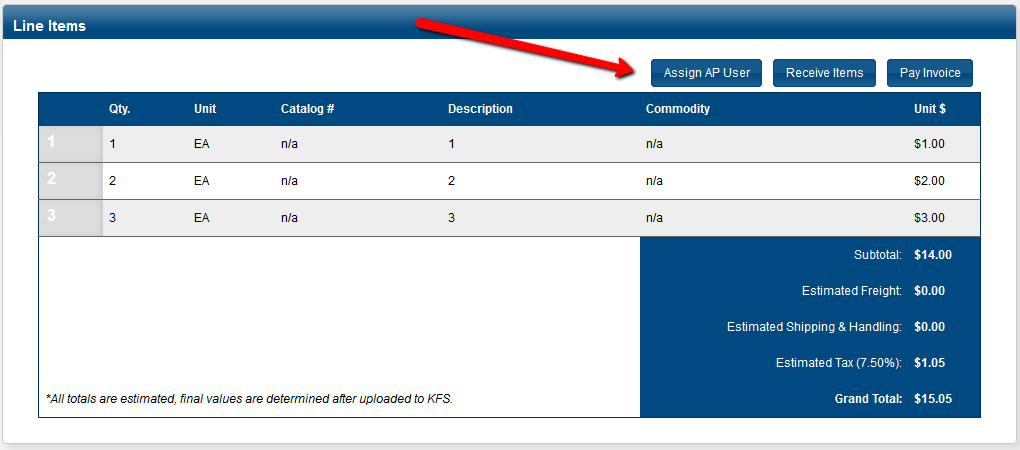 Line Items
Assign AP User Receive Items Pay Invoice
Qty. Unit Catalog # Description Commodity Unit $
1 1 EA n/a 1 n/a $1.00
2 2 EA n/a 2 n/a $2.00
3 3 EA n/a 3 n/a $3.00
Subtotal: $14.00
Estimated Freight: $0.00
Estimated Shipping & Handling: $0.00
Estimated Tax (7.50%): $1.05
*All totals are estimated, final values are determined after uploaded to KFS. Grand Total: $15.05